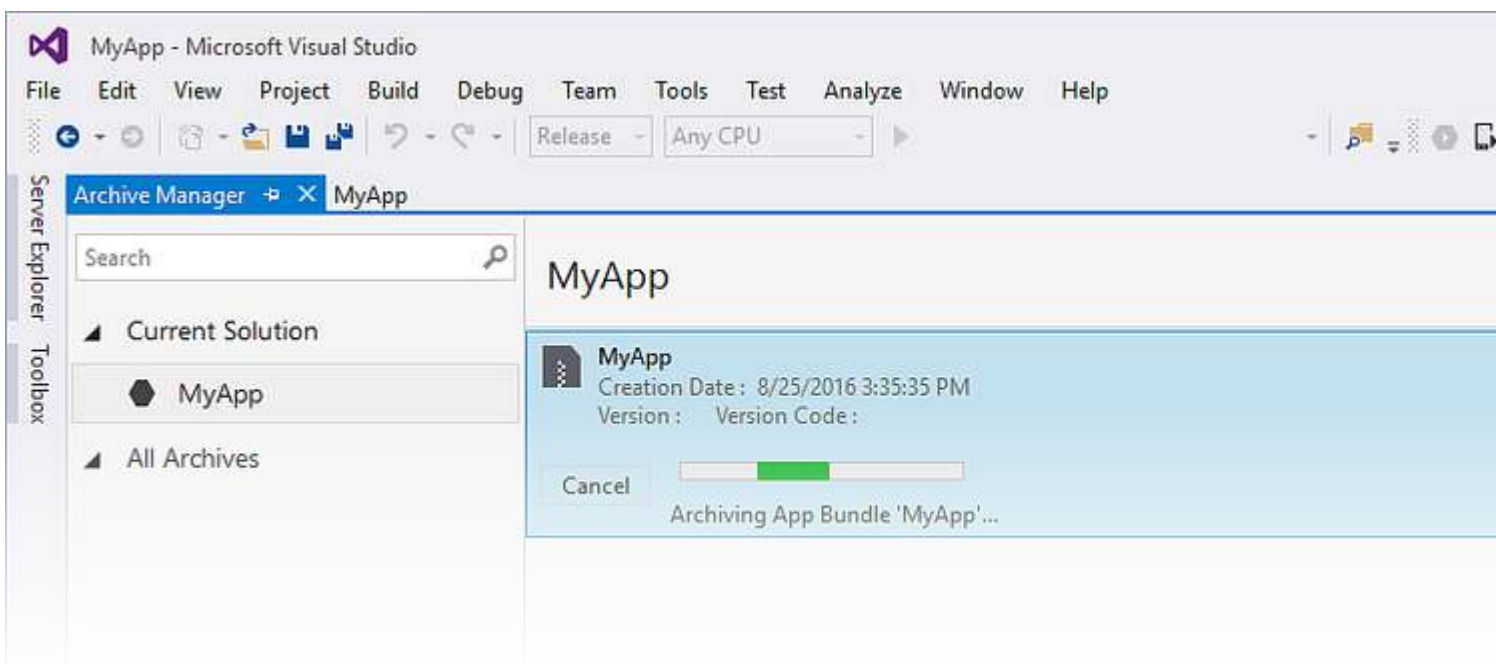 MyApp - Microsoft Visual Studio
File Edit View Project Build Debug Team Tools Test Analyze Window Help
Release Any CPU
Server Explorer
Toolbox
Archive Manager MyApp
Search
Current Solution
MyApp
All Archives
MyApp
MyApp
Creation Date : 8/25/2016 3:35:35 PM
Version : Version Code :
Cancel
Archiving App Bundle 'MyApp'...